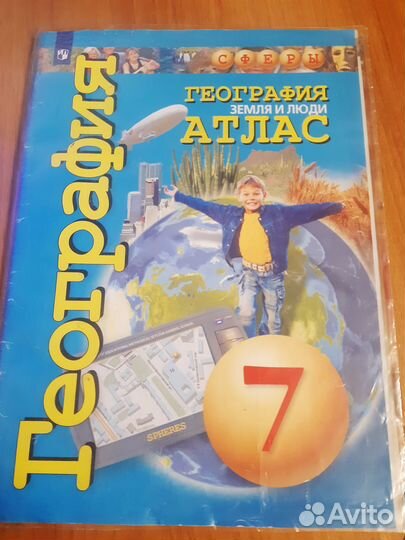 СФЕРЫ
ГЕОГРАФИЯ
ЗЕМЛЯ И ЛЮДИ
АТЛАС
География
SPHERES
7
Avito